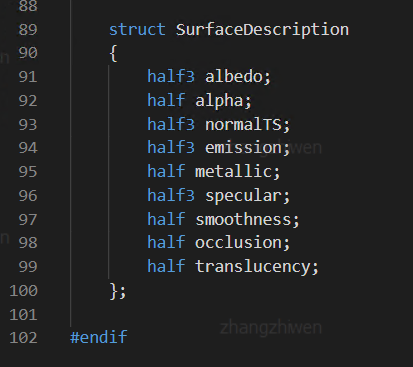 88
89 struct SurfaceDescription
90 {
91 half3 albedo;
92 half alpha;
93 half3 normalTS;
94 half3 emission;
95 half metallic;
96 half3 specular;
97 half smoothness;
98 half occlusion;
99 half translucency;
100 };
101
102 #endif
zhangzhwen
zhangzhwen